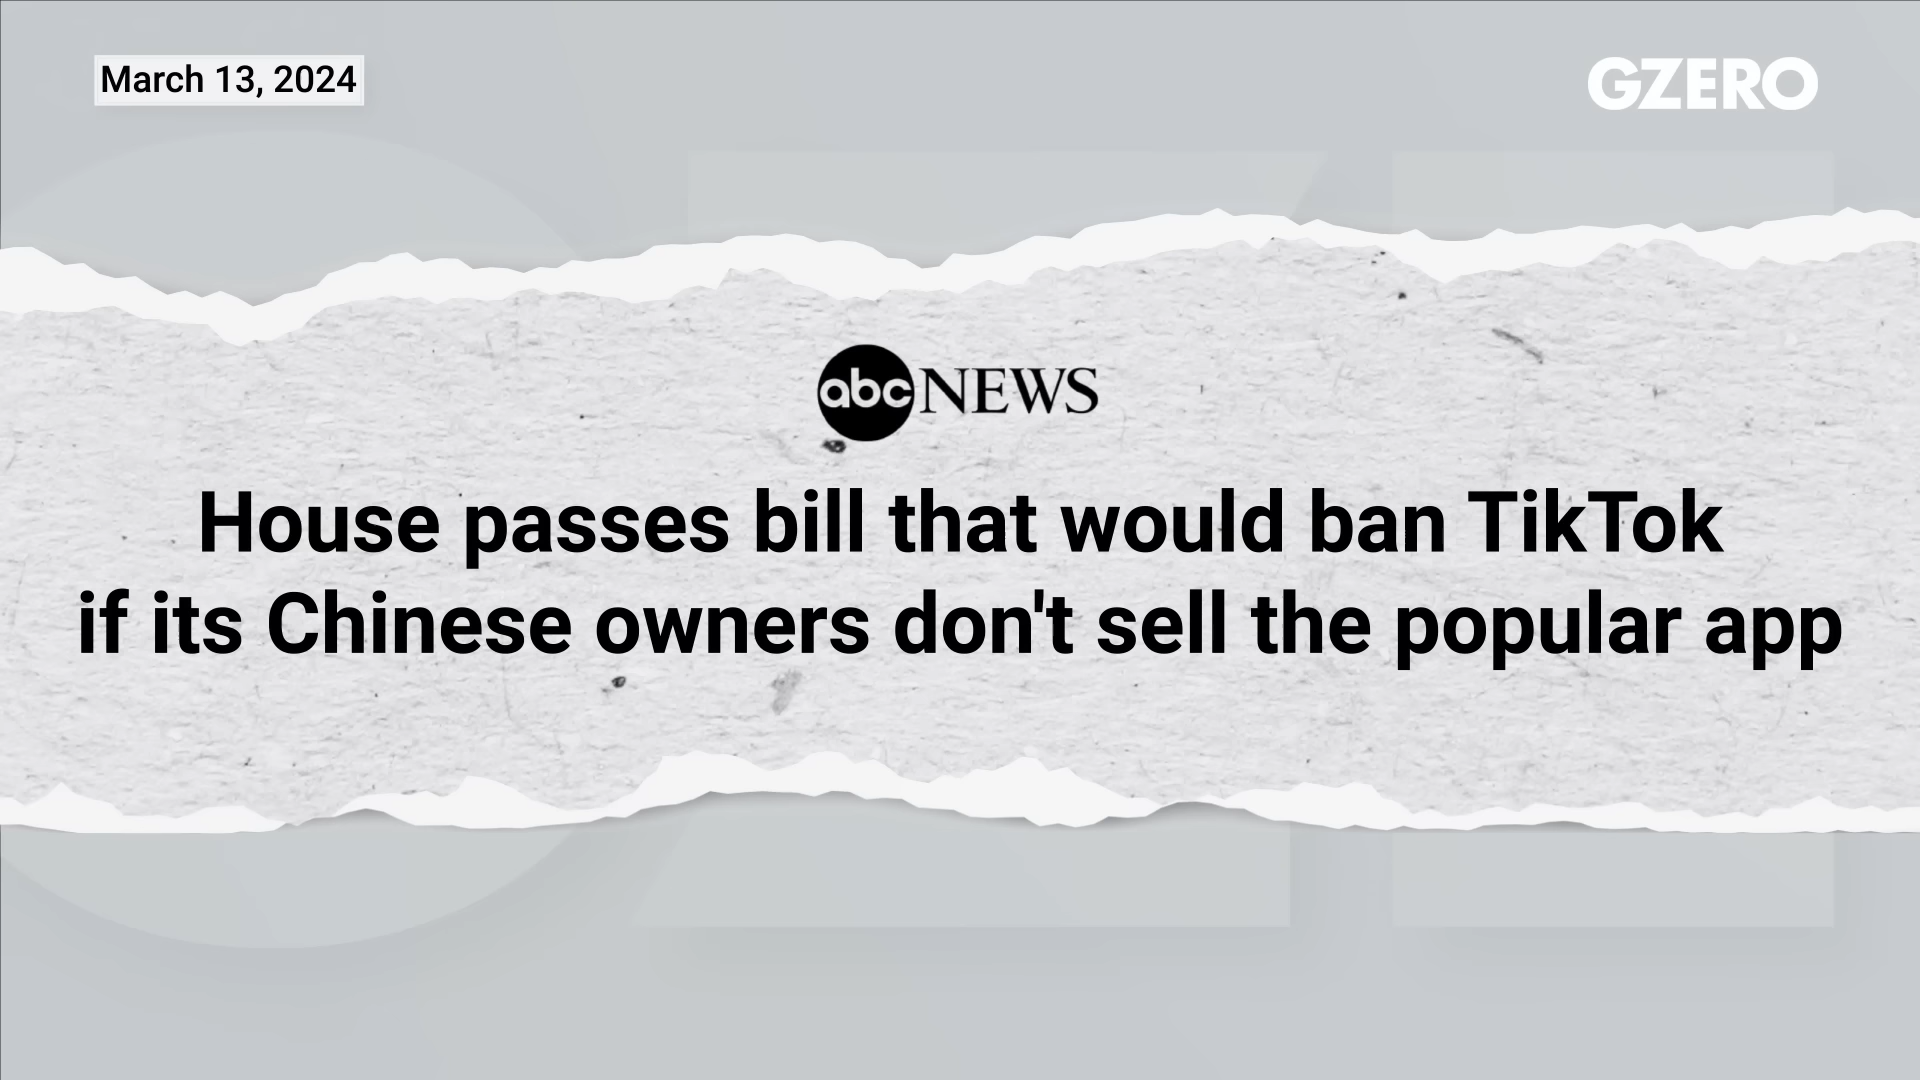 March 13, 2024
GZERO
abc NEWS
House passes bill that would ban TikTok
if its Chinese owners don't sell the popular app